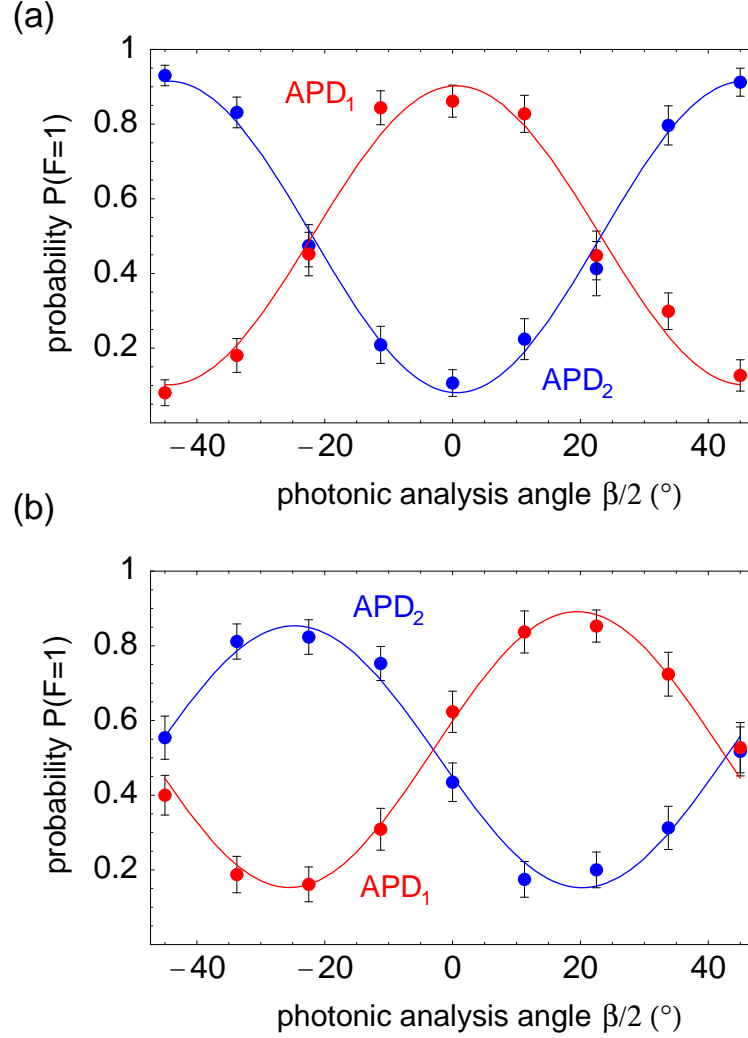 (a)
1
0.8
0.6
0.4
0.2
probability P(F=1)
APD₁
APD₂
−40
−20
0
20
40
photonic analysis angle β/2 (°)
(b)
1
0.8
0.6
0.4
0.2
probability P(F=1)
APD₂
APD₁
−40
−20
0
20
40
photonic analysis angle β/2 (°)